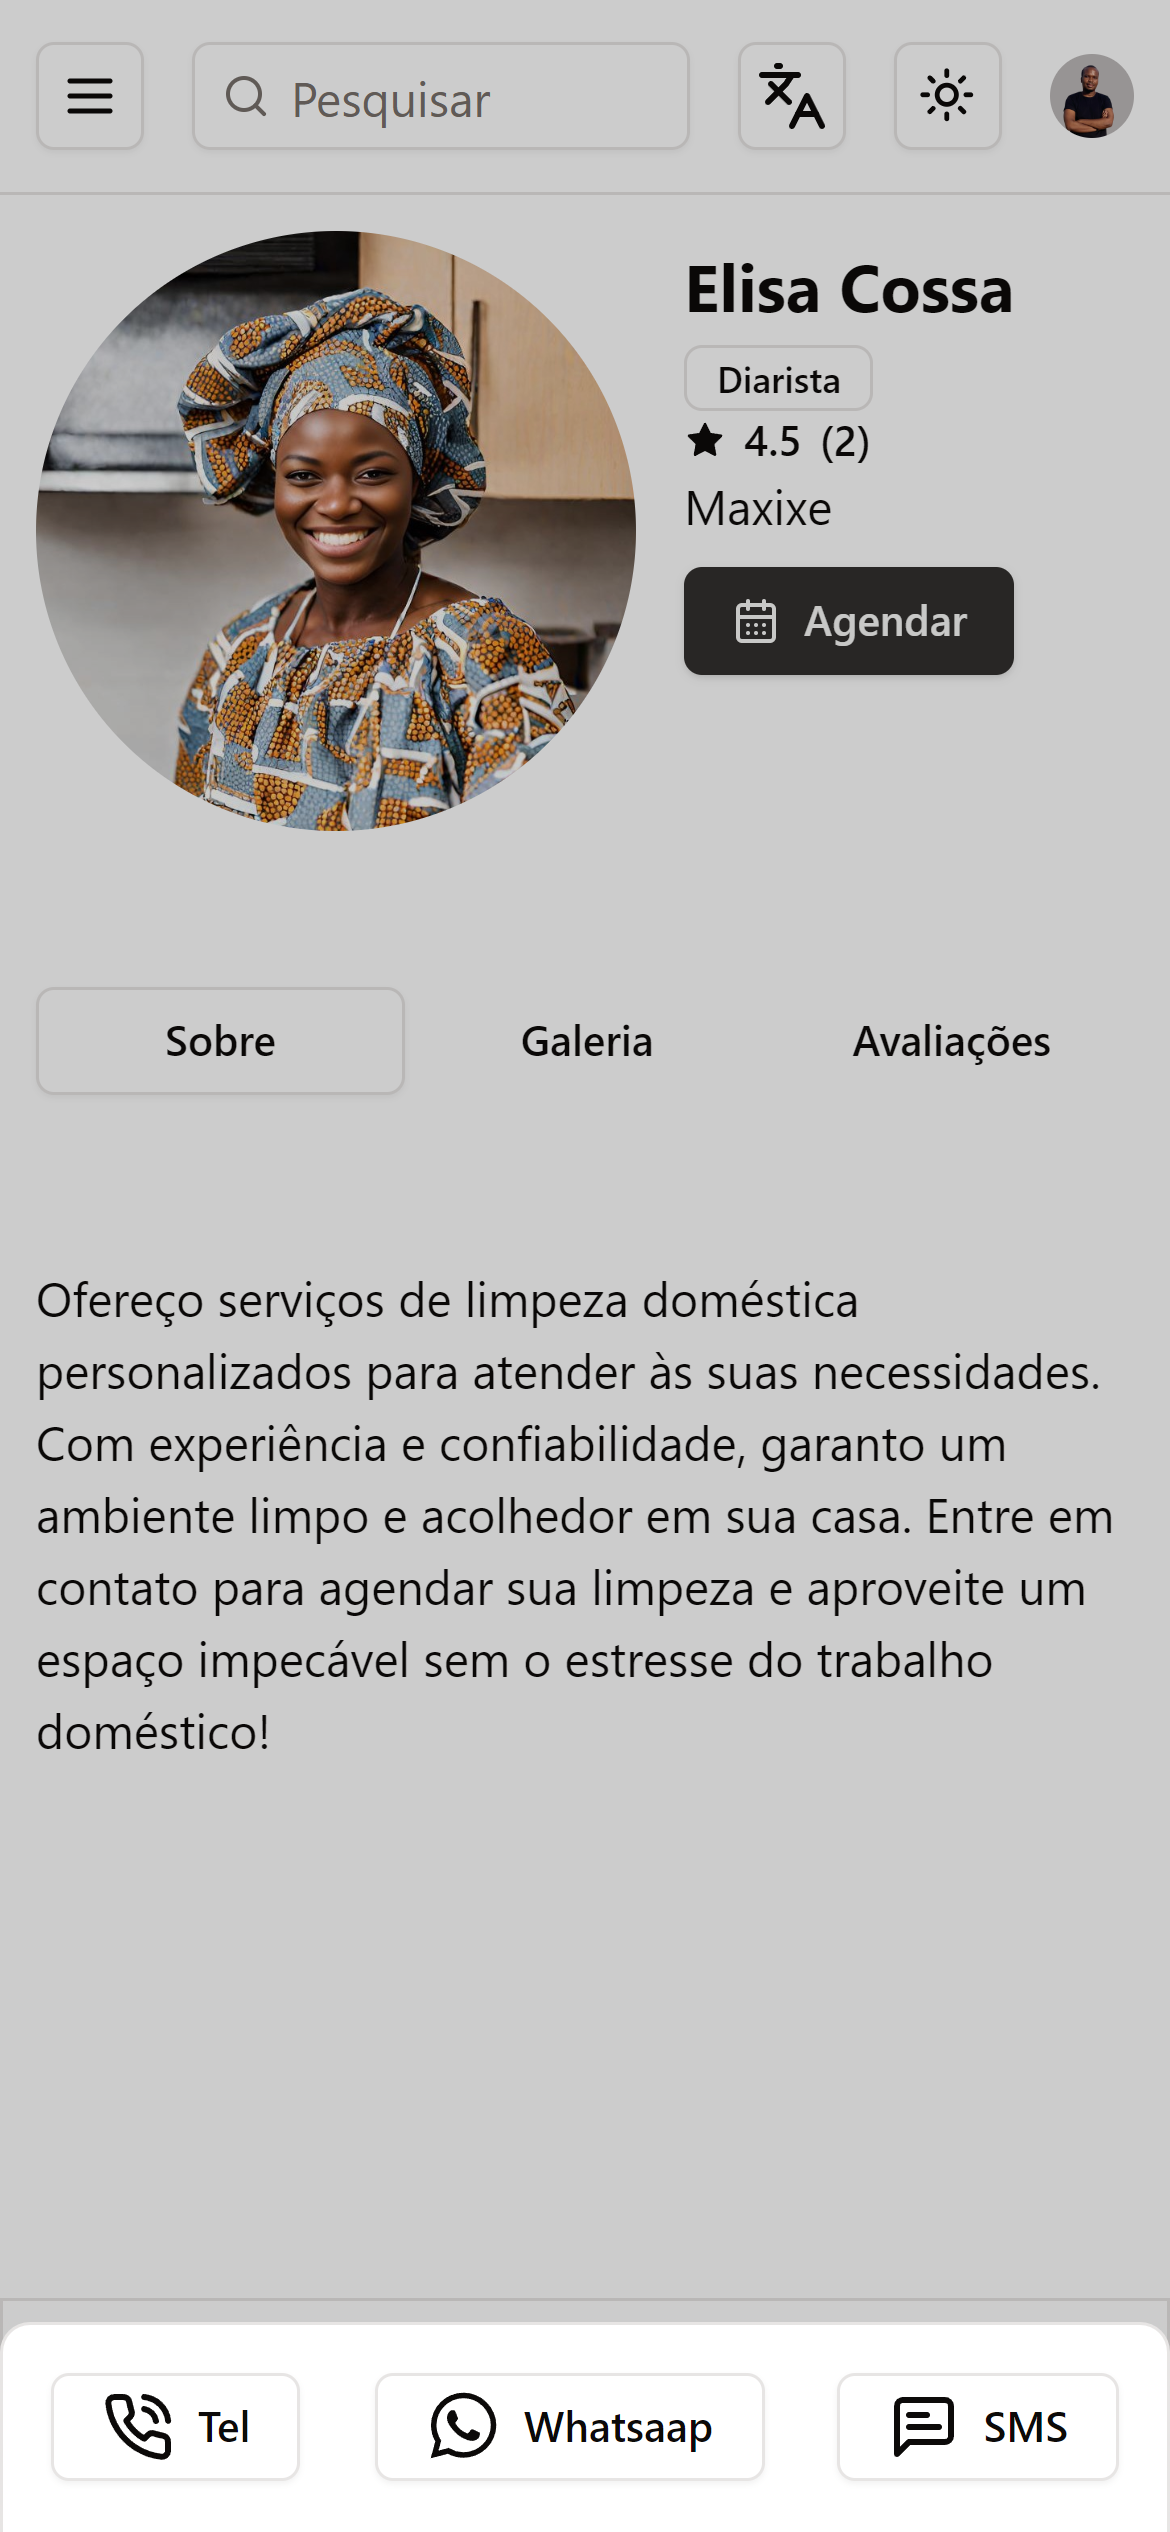 Pesquisar
Elisa Cossa
Diarista
4.5 (2)
Maxixe
Agendar
Sobre
Galeria
Avaliações
Ofereço serviços de limpeza doméstica
personalizados para atender às suas necessidades.
Com experiência e confiabilidade, garanto um
ambiente limpo e acolhedor em sua casa. Entre em
contato para agendar sua limpeza e aproveite um
espaço impecável sem o estresse do trabalho
doméstico!
Tel
Whatsaap
SMS